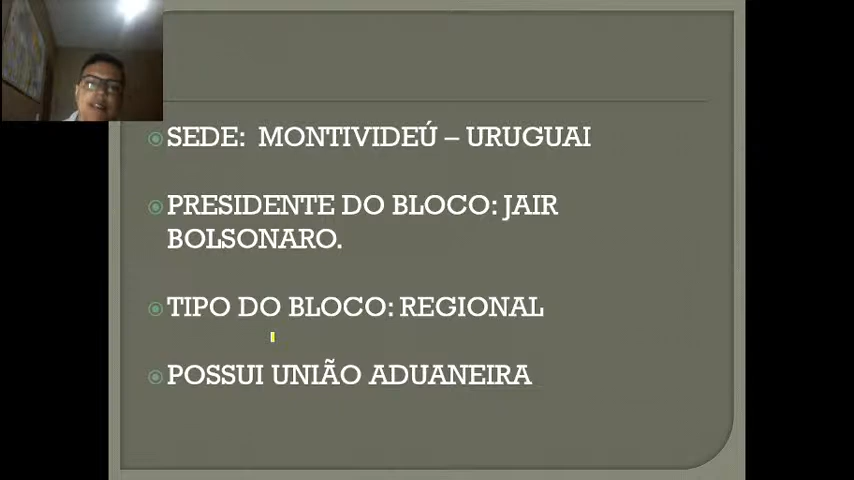 SEDE: MONTIVIDEÚ – URUGUAI
PRESIDENTE DO BLOCO: JAIR
BOLSONARO.
TIPO DO BLOCO: REGIONAL
POSSUI UNIÃO ADUANEIRA